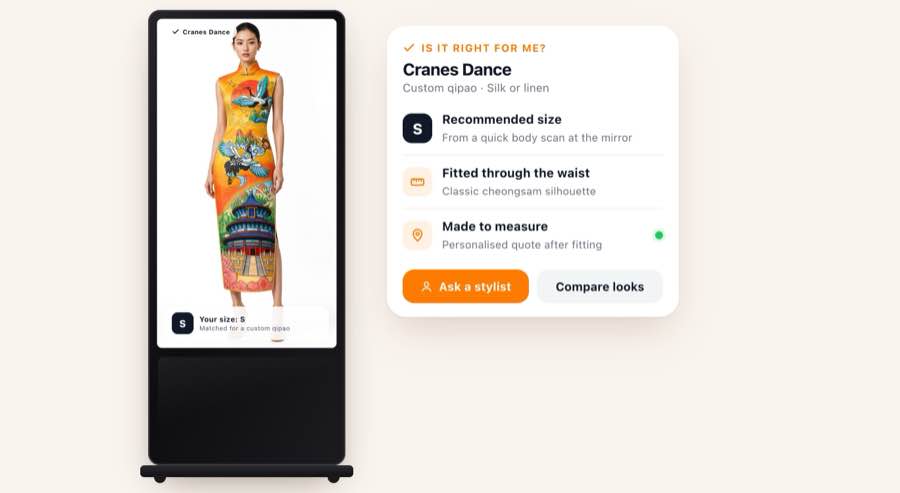 Cranes Dance
S
Your size: S
Matched for a custom qipao
IS IT RIGHT FOR ME?
Cranes Dance
Custom qipao · Silk or linen
S
Recommended size
From a quick body scan at the mirror
Fitted through the waist
Classic cheongsam silhouette
Made to measure
Personalised quote after fitting
Ask a stylist
Compare looks